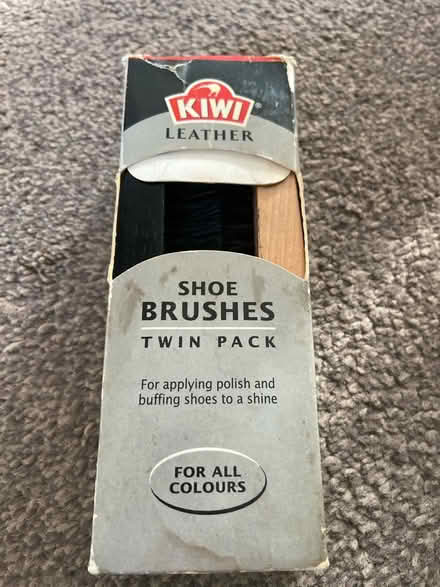 KIWI
LEATHER
SHOE
BRUSHES
TWIN PACK
For applying polish and
buffing shoes to a shine
FOR ALL
COLOURS